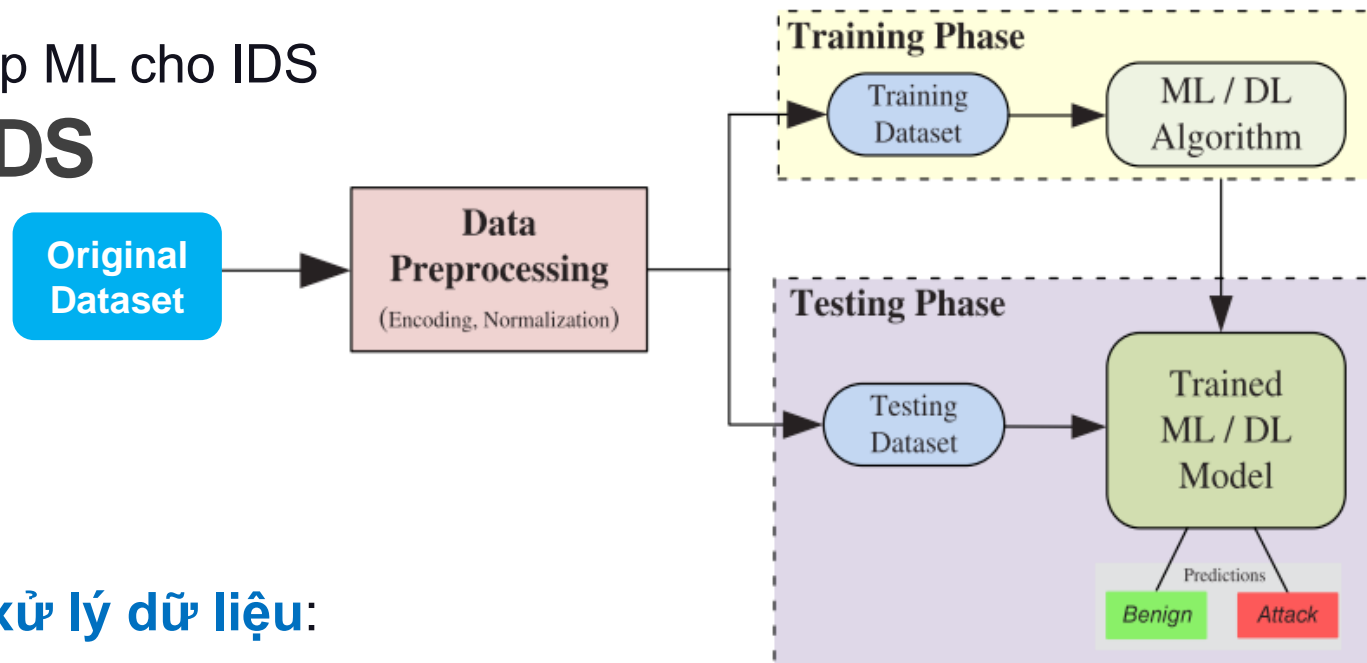 p ML cho IDS
DS
Original
Dataset
Data
Preprocessing
(Encoding, Normalization)
Training Phase
Training
Dataset
ML / DL
Algorithm
Testing Phase
Testing
Dataset
Trained
ML / DL
Model
Predictions
Benign
Attack
xử lý dữ liệu: